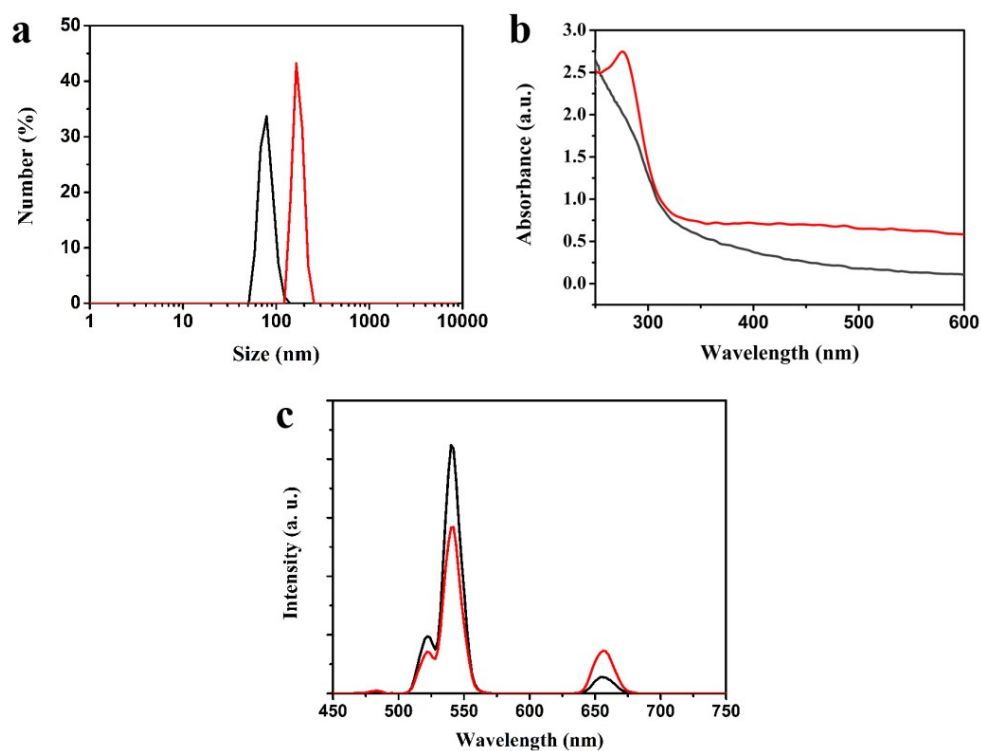 a
50
40
30
20
10
0
Number (%)
1 10 100 1000 10000
Size (nm)
b
3.0
2.5
2.0
1.5
1.0
0.5
0.0
Absorbance (a.u.)
300 400 500 600
Wavelength (nm)
c
Intensity (a. u.)
450 500 550 600 650 700 750
Wavelength (nm)